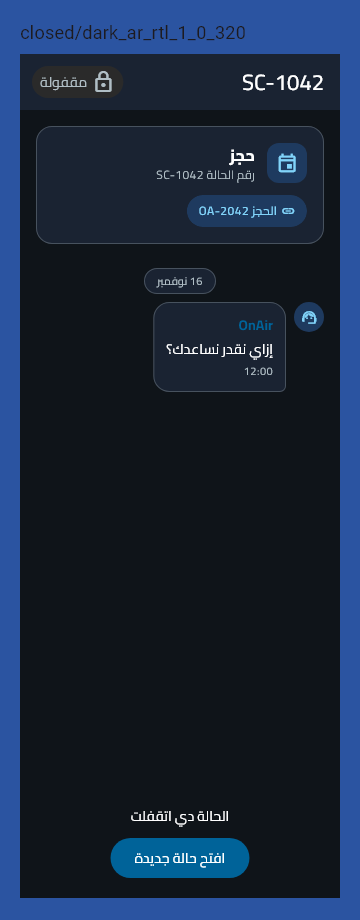 closed/dark_ar_rtl_1_0_320
SC-1042
مقفولة
حجز
رقم الحالة SC-1042
الحجز OA-2042
16 نوفمبر
OnAir
إزاي نقدر نساعدك؟
12:00
الحالة دي اتقفلت
افتح حالة جديدة